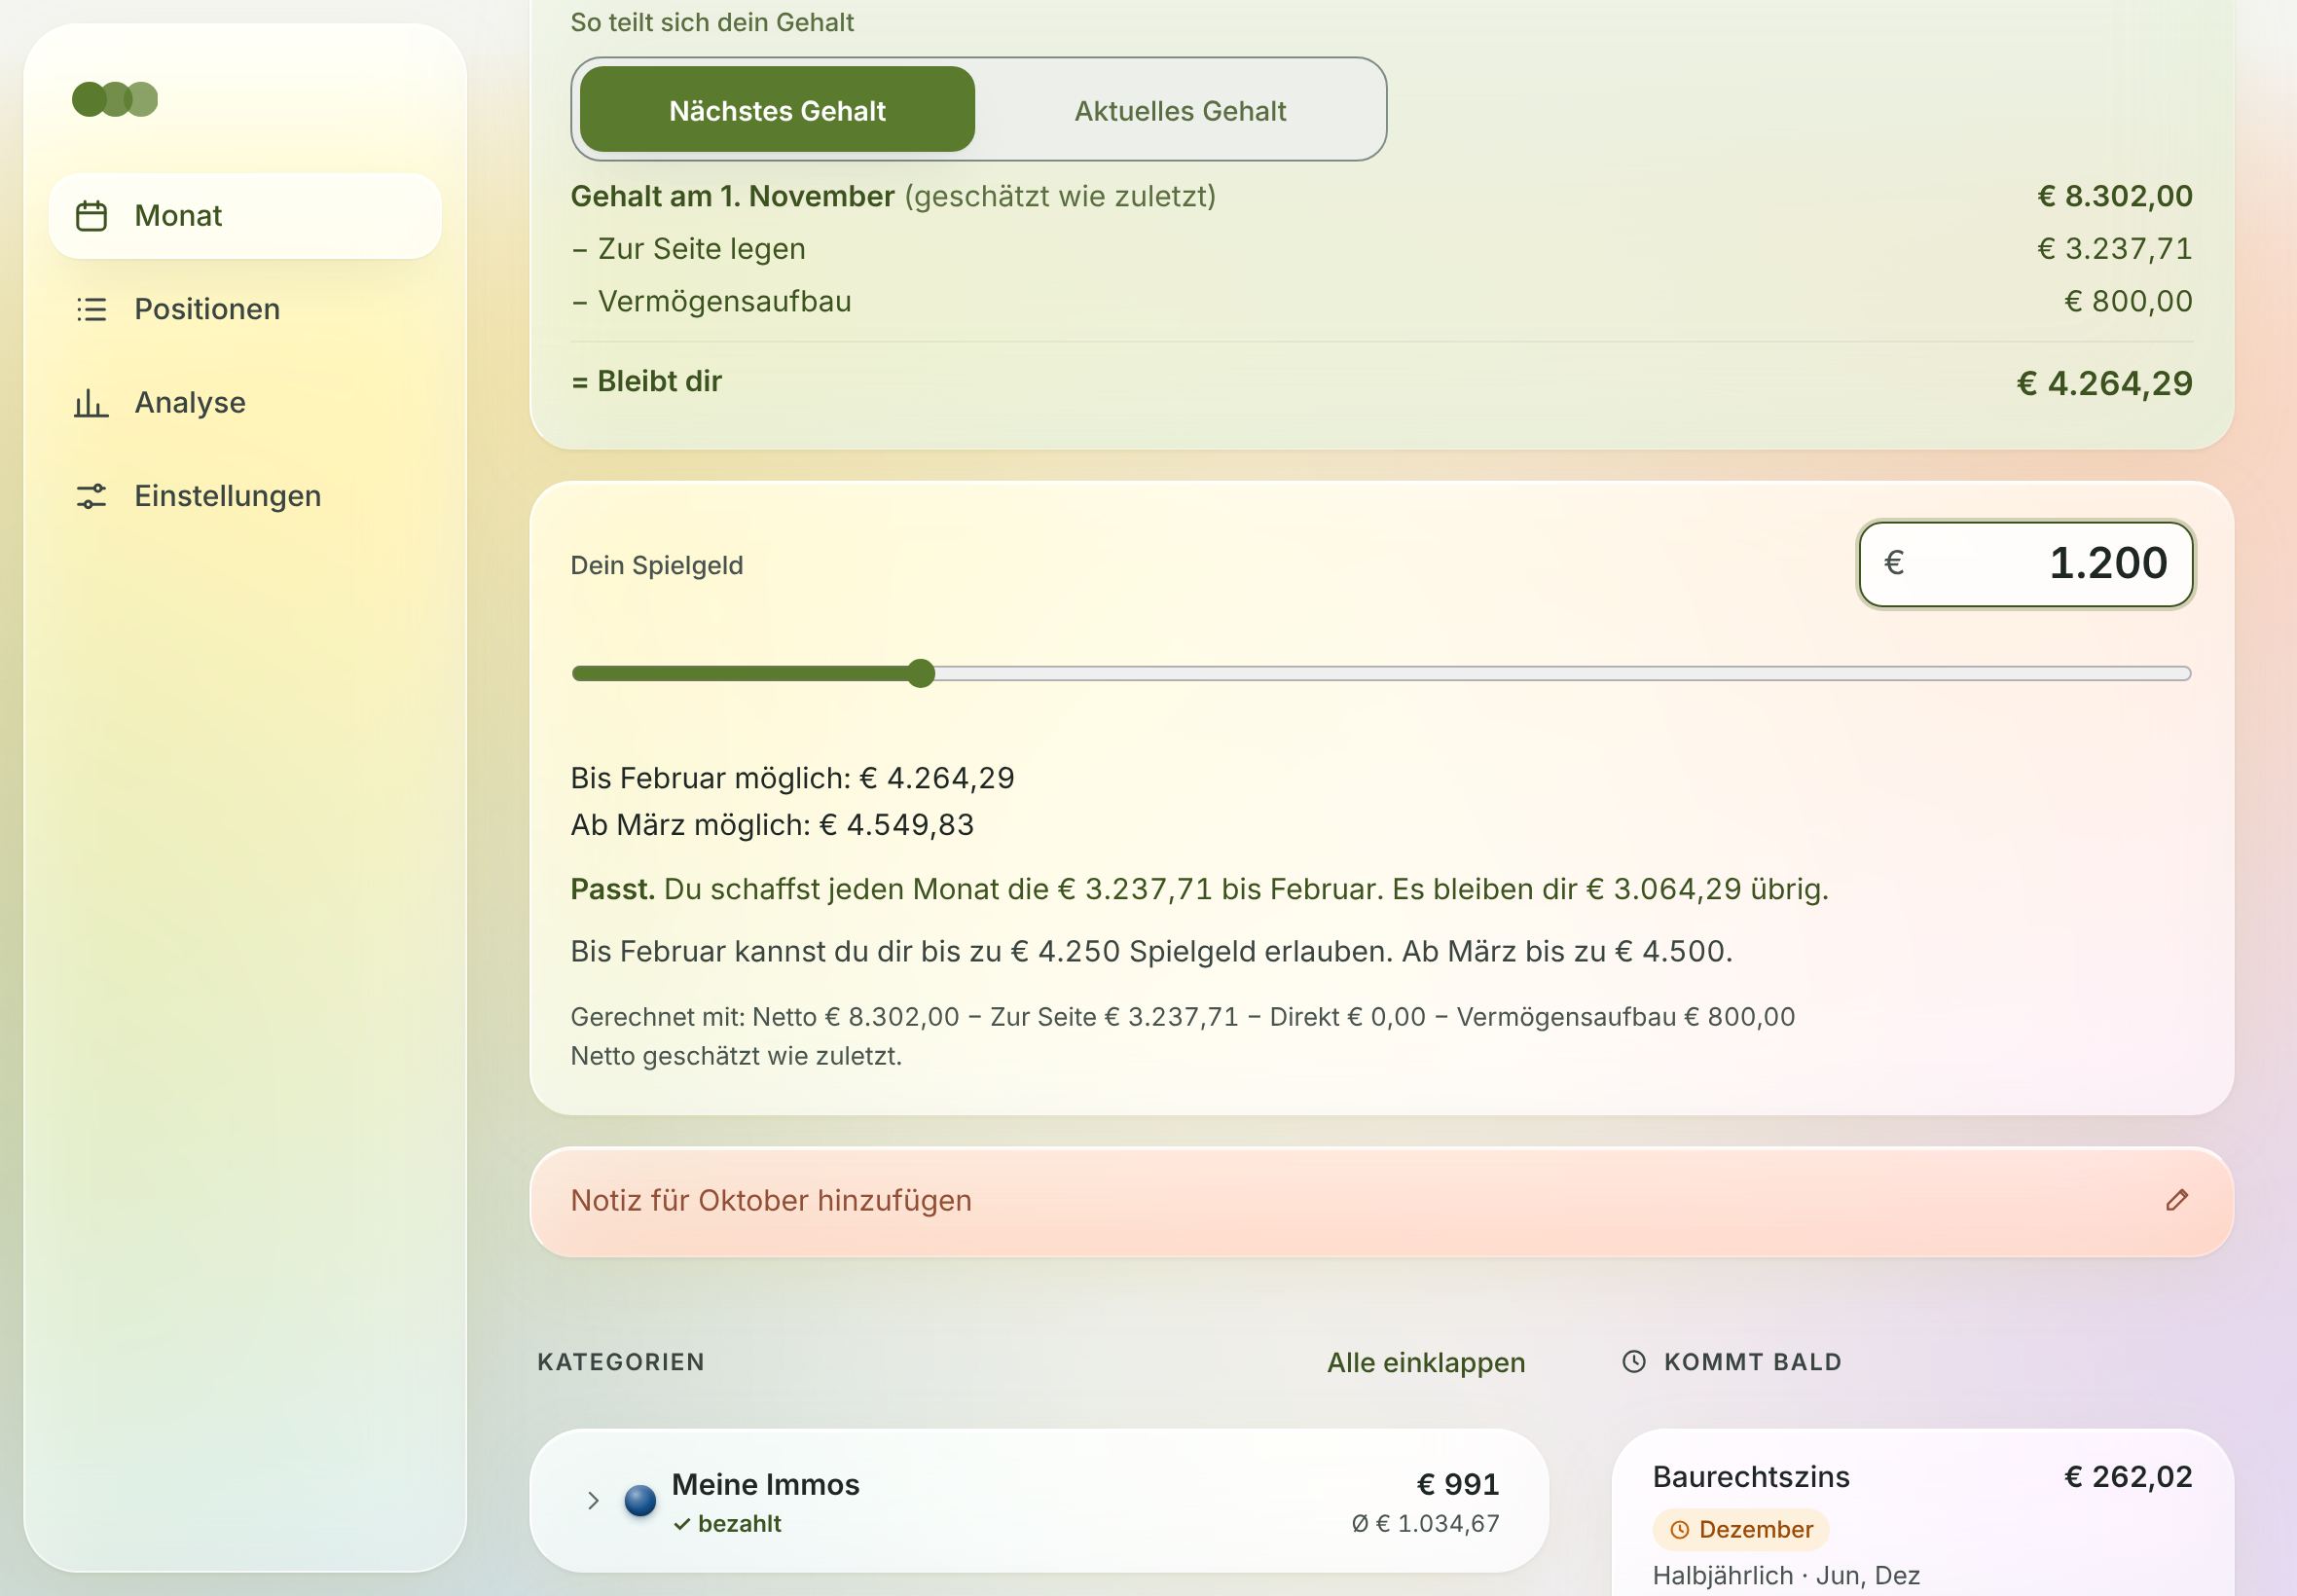 Monat
Positionen
Analyse
Einstellungen
So teilt sich dein Gehalt
Nächstes Gehalt Aktuelles Gehalt
Gehalt am 1. November (geschätzt wie zuletzt) € 8.302,00
− Zur Seite legen € 3.237,71
− Vermögensaufbau € 800,00
= Bleibt dir € 4.264,29
Dein Spielgeld € 1.200
Bis Februar möglich: € 4.264,29
Ab März möglich: € 4.549,83
Passt. Du schaffst jeden Monat die € 3.237,71 bis Februar. Es bleiben dir € 3.064,29 übrig.
Bis Februar kannst du dir bis zu € 4.250 Spielgeld erlauben. Ab März bis zu € 4.500.
Gerechnet mit: Netto € 8.302,00 − Zur Seite € 3.237,71 − Direkt € 0,00 − Vermögensaufbau € 800,00
Netto geschätzt wie zuletzt.
Notiz für Oktober hinzufügen
KATEGORIEN Alle einklappen
Meine Immos € 991
✓ bezahlt Ø € 1.034,67
KOMMT BALD
Baurechtszins € 262,02
Dezember
Halbjährlich · Jun, Dez